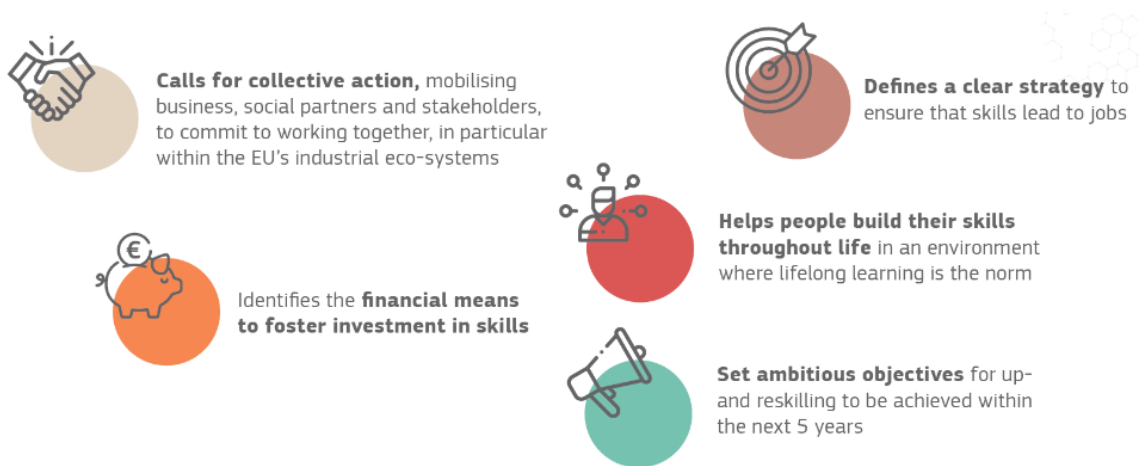 Calls for collective action, mobilising
business, social partners and stakeholders,
to commit to working together, in particular
within the EU's industrial eco-systems
Defines a clear strategy to
ensure that skills lead to jobs
Helps people build their skills
throughout life in an environment
where lifelong learning is the norm
€
Identifies the financial means
to foster investment in skills
Set ambitious objectives for up-
and reskilling to be achieved within
the next 5 years